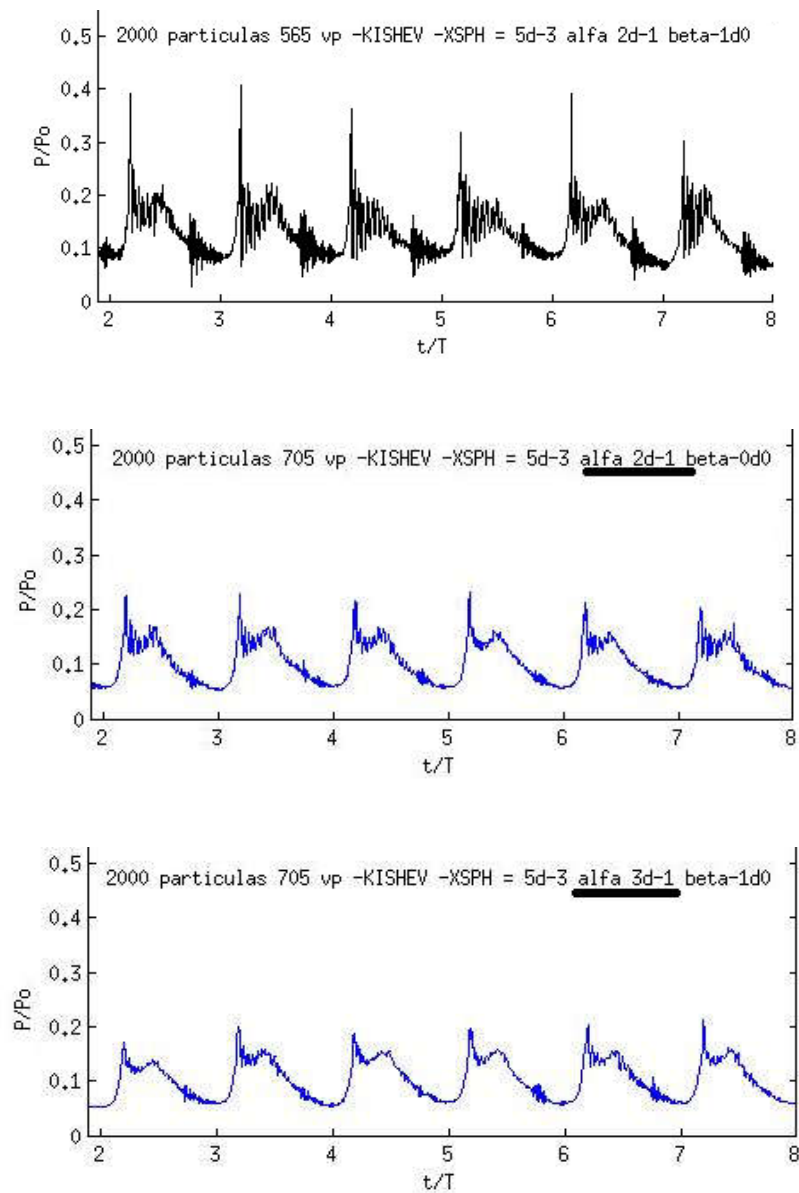 2000 particulas 565 vp -KISHEV -XSPH = 5d-3 alfa 2d-1 beta-1d0
0.5
0.4
0.3
0.2
0.1
0
P/Po
2 3 4 5 6 7 8
t/T
2000 particulas 705 vp -KISHEV -XSPH = 5d-3 alfa 2d-1 beta-0d0
0.5
0.4
0.3
0.2
0.1
0
P/Po
2 3 4 5 6 7 8
t/T
2000 particulas 705 vp -KISHEV -XSPH = 5d-3 alfa 3d-1 beta-1d0
0.5
0.4
0.3
0.2
0.1
0
P/Po
2 3 4 5 6 7 8
t/T